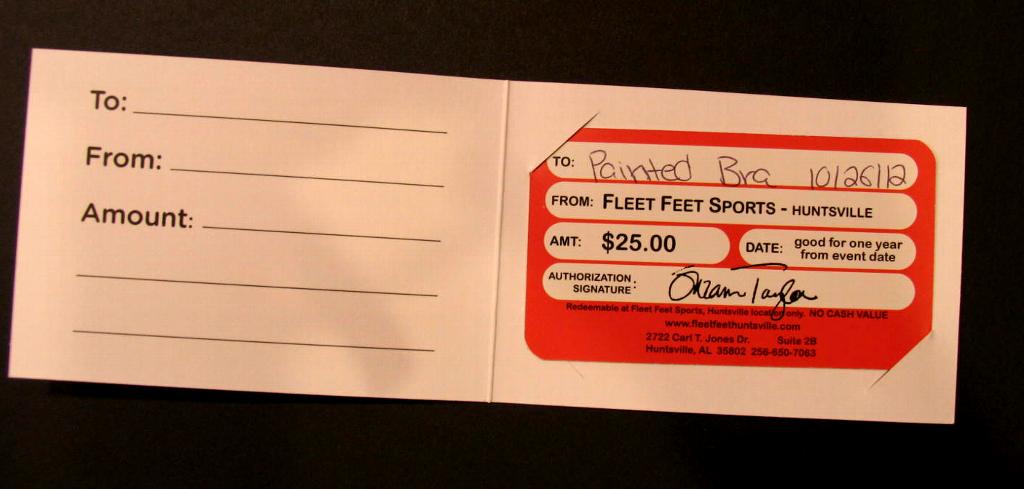 To:
From:
Amount:
TO: Painted Bra 10/26/12
FROM: FLEET FEET SPORTS - HUNTSVILLE
AMT: $25.00
DATE: good for one year
from event date
AUTHORIZATION
SIGNATURE:
Redeemable at Fleet Feet Sports, Huntsville location only. NO CASH VALUE
www.fleetfeethuntsville.com
2722 Carl T. Jones Dr. Suite 2B
Huntsville, AL 35802 256-650-7063